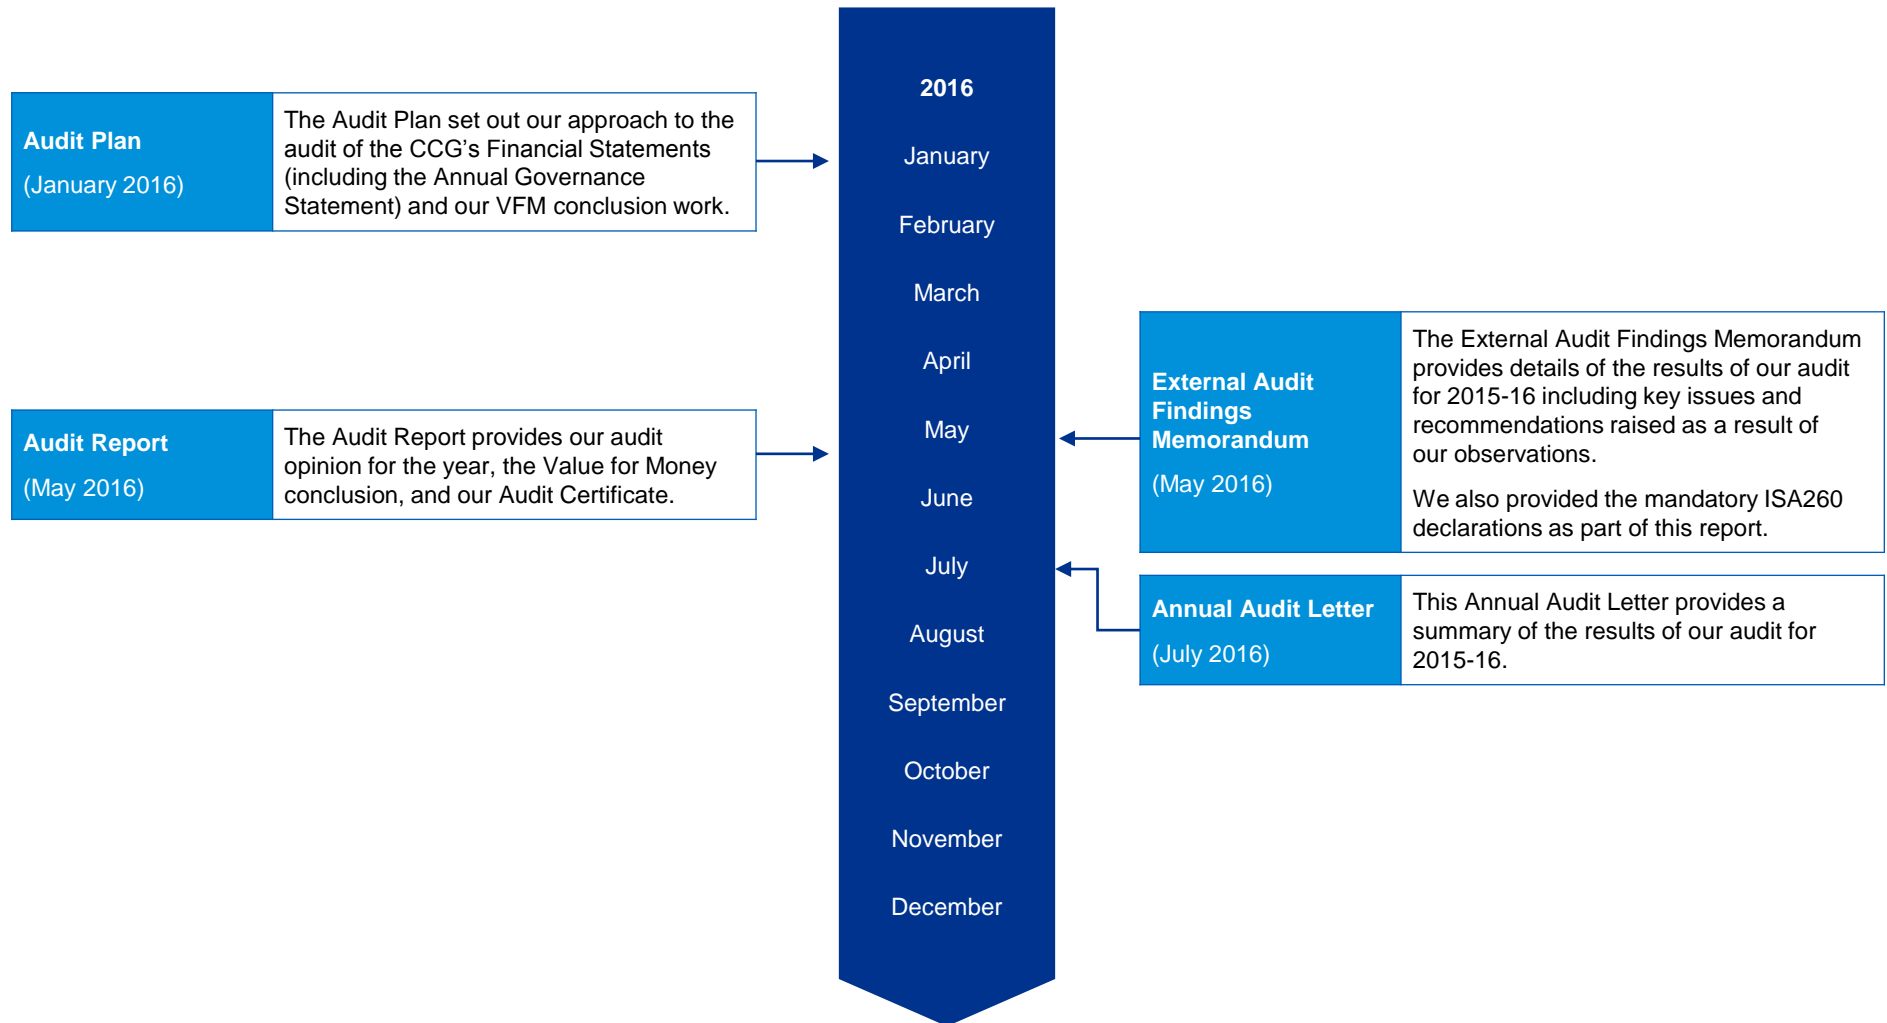 Audit Plan
(January 2016)
The Audit Plan set out our approach to the
audit of the CCG's Financial Statements
(including the Annual Governance
Statement) and our VFM conclusion work.
Audit Report
(May 2016)
The Audit Report provides our audit
opinion for the year, the Value for Money
conclusion, and our Audit Certificate.
2016
January
February
March
April
May
June
July
August
September
October
November
December
External Audit
Findings
Memorandum
(May 2016)
The External Audit Findings Memorandum
provides details of the results of our audit
for 2015-16 including key issues and
recommendations raised as a result of
our observations.
We also provided the mandatory ISA260
declarations as part of this report.
Annual Audit Letter
(July 2016)
This Annual Audit Letter provides a
summary of the results of our audit for
2015-16.